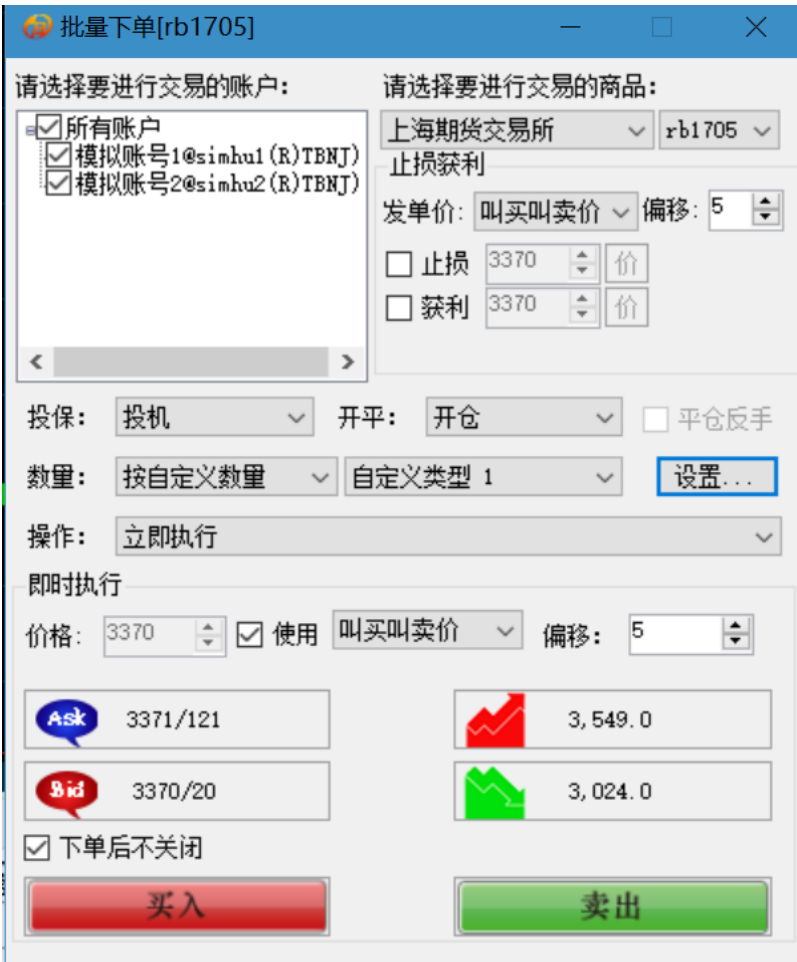 批量下单[rb1705]
请选择要进行交易的账户:
所有账户
模拟账号1@simhu1(R)TBNJ)
模拟账号2@simhu2(R)TBNJ)
请选择要进行交易的商品:
上海期货交易所 rb1705
止损获利
发单价: 叫买叫卖价 偏移: 5
止损 3370 价
获利 3370 价
投保: 投机 开平: 开仓 平仓反手
数量: 按自定义数量 自定义类型 1 设置...
操作: 立即执行
即时执行
价格: 3370 使用 叫买叫卖价 偏移: 5
Ask 3371/121 3,549.0
Bid 3370/20 3,024.0
下单后不关闭
买入 卖出